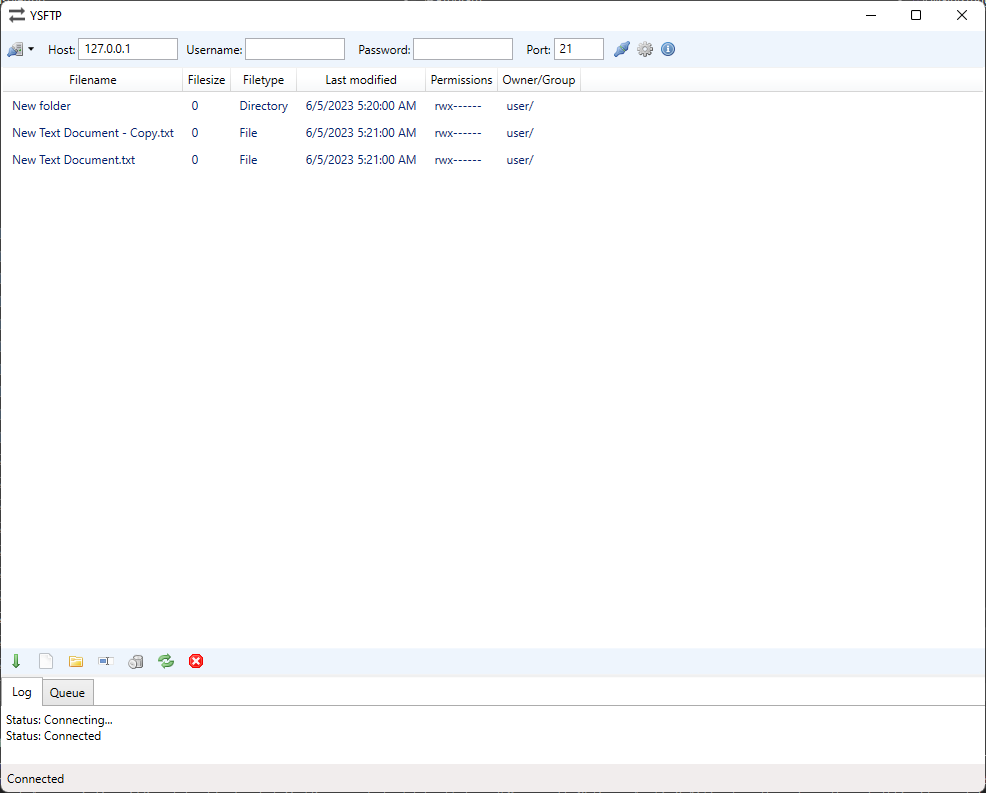 YSFTP
Host: 127.0.0.1 Username: Password: Port: 21
Filename Filesize Filetype Last modified Permissions Owner/Group
New folder 0 Directory 6/5/2023 5:20:00 AM rwx------ user/
New Text Document - Copy.txt 0 File 6/5/2023 5:21:00 AM rwx------ user/
New Text Document.txt 0 File 6/5/2023 5:21:00 AM rwx------ user/
Log Queue
Status: Connecting...
Status: Connected
Connected